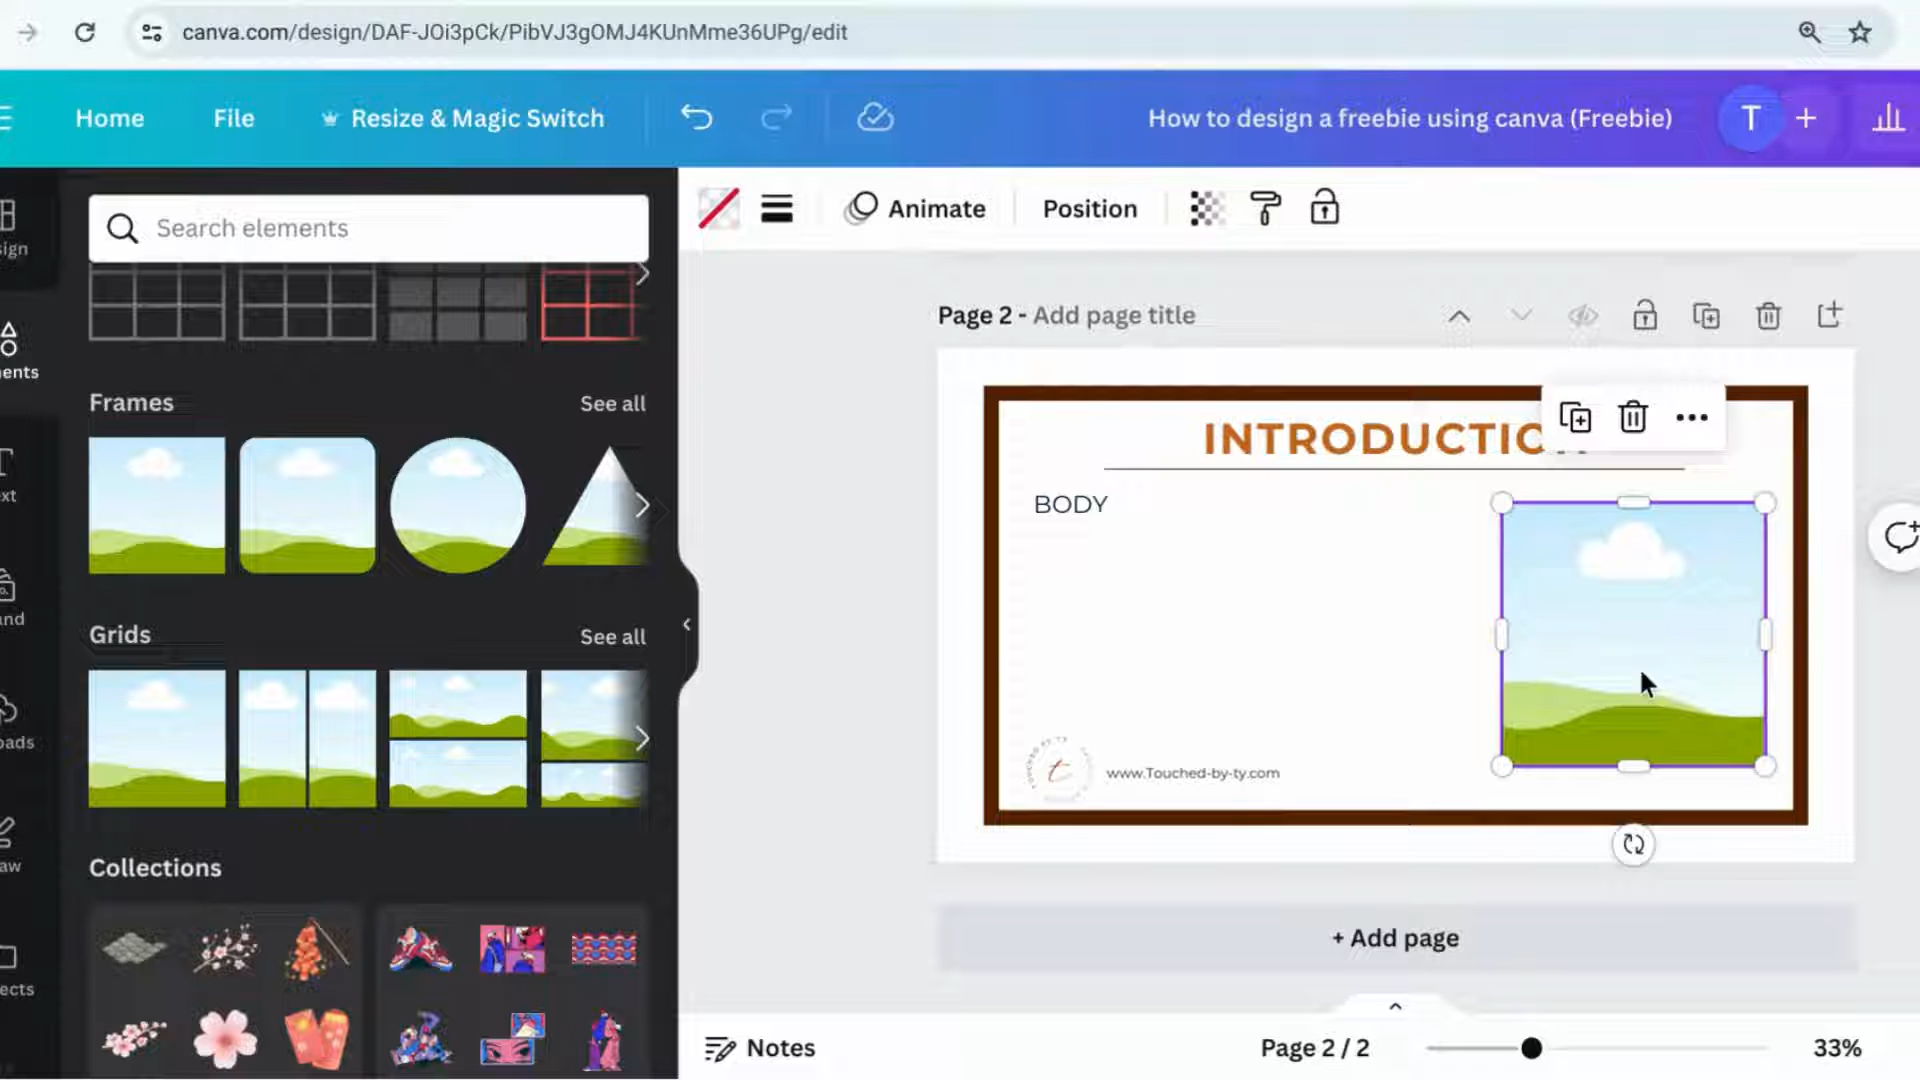 canva.com/design/DAF-JOi3pCk/PibVJ3gOMJ4KUnMme36UPg/edit
Home File Resize & Magic Switch How to design a freebie using canva (Freebie) T +
Search elements
Animate Position
Page 2 - Add page title
Frames See all
INTRODUCTION
BODY
Grids See all
www.Touched-by-ty.com
Collections
+ Add page
Notes Page 2 / 2 33%